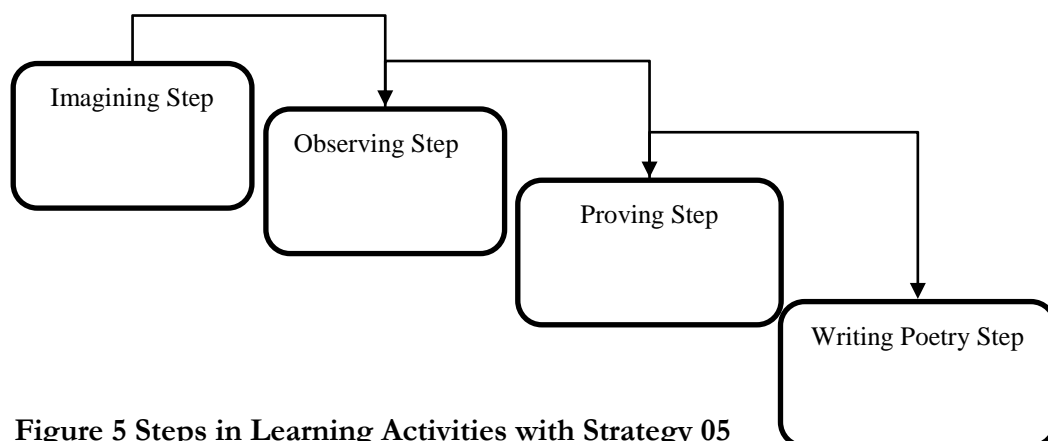 Imagining Step
Observing Step
Proving Step
Writing Poetry Step
Figure 5 Steps in Learning Activities with Strategy 05